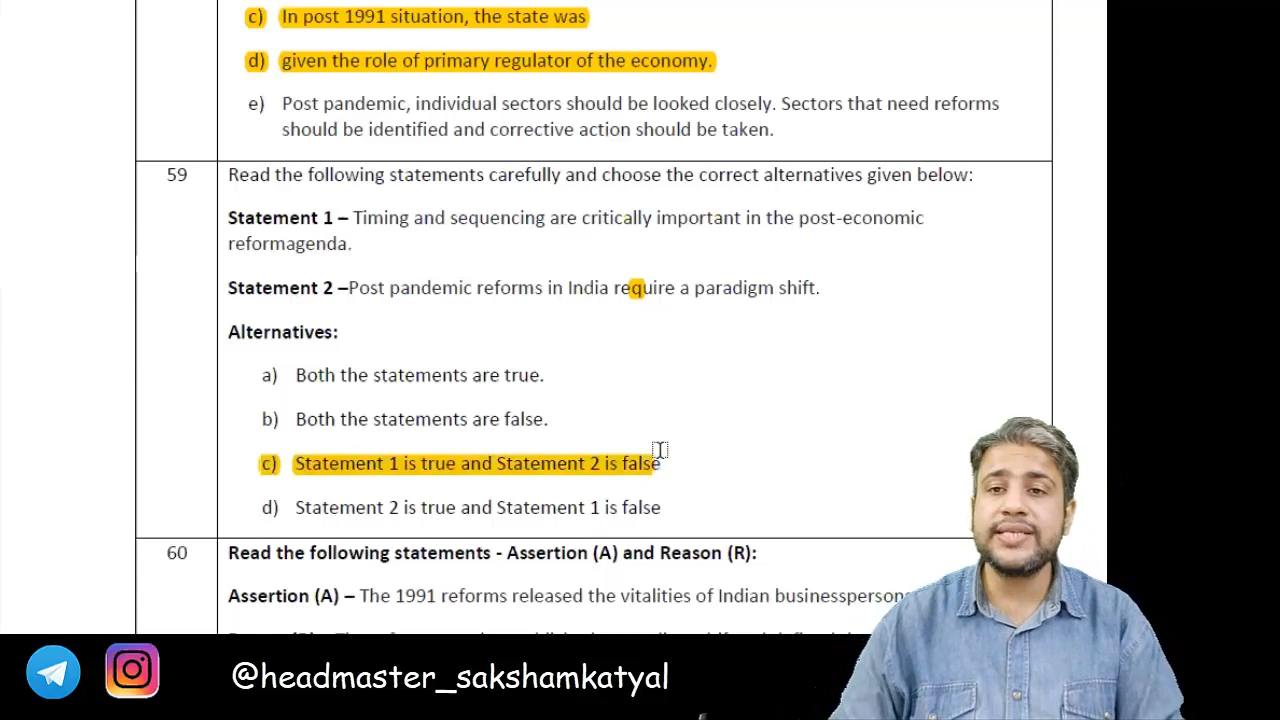 c) In post 1991 situation, the state was
d) given the role of primary regulator of the economy.
e) Post pandemic, individual sectors should be looked closely. Sectors that need reforms
should be identified and corrective action should be taken.
59 Read the following statements carefully and choose the correct alternatives given below:
Statement 1 – Timing and sequencing are critically important in the post-economic
reformagenda.
Statement 2 –Post pandemic reforms in India require a paradigm shift.
Alternatives:
a) Both the statements are true.
b) Both the statements are false.
c) Statement 1 is true and Statement 2 is false
d) Statement 2 is true and Statement 1 is false
60 Read the following statements - Assertion (A) and Reason (R):
Assertion (A) – The 1991 reforms released the vitalities of Indian businesspersons
@headmaster_sakshamkatyal